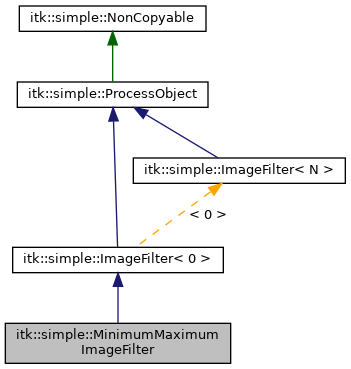 itk::simple::NonCopyable
itk::simple::ProcessObject
itk::simple::ImageFilter< N >
< 0 >
itk::simple::ImageFilter< 0 >
itk::simple::MinimumMaximum
ImageFilter